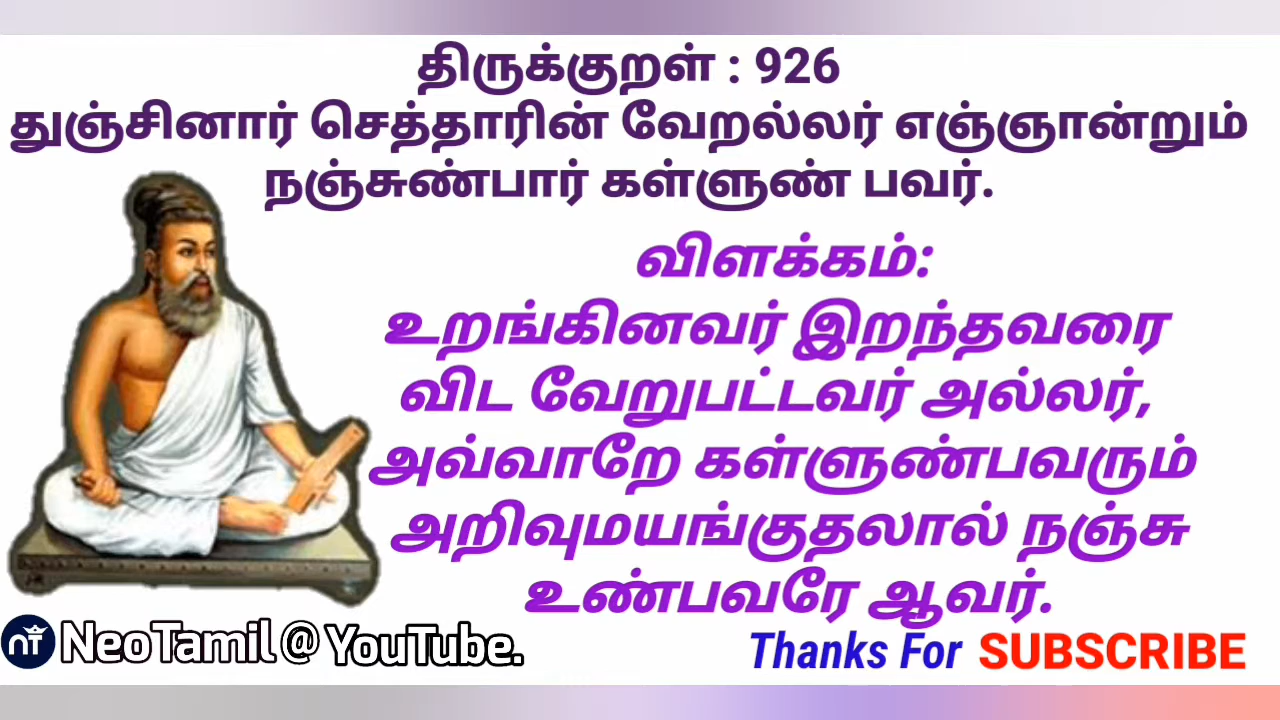 திருக்குறள் : 926
துஞ்சினார் செத்தாரின் வேறல்லர் எஞ்ஞான்றும்
நஞ்சுண்பார் கள்ளுண் பவர்.
விளக்கம்:
உறங்கினவர் இறந்தவரை
விட வேறுபட்டவர் அல்லர்,
அவ்வாறே கள்ளுண்பவரும்
அறிவுமயங்குதலால் நஞ்சு
உண்பவரே ஆவர்.
nT NeoTamil @ YouTube.
Thanks For SUBSCRIBE